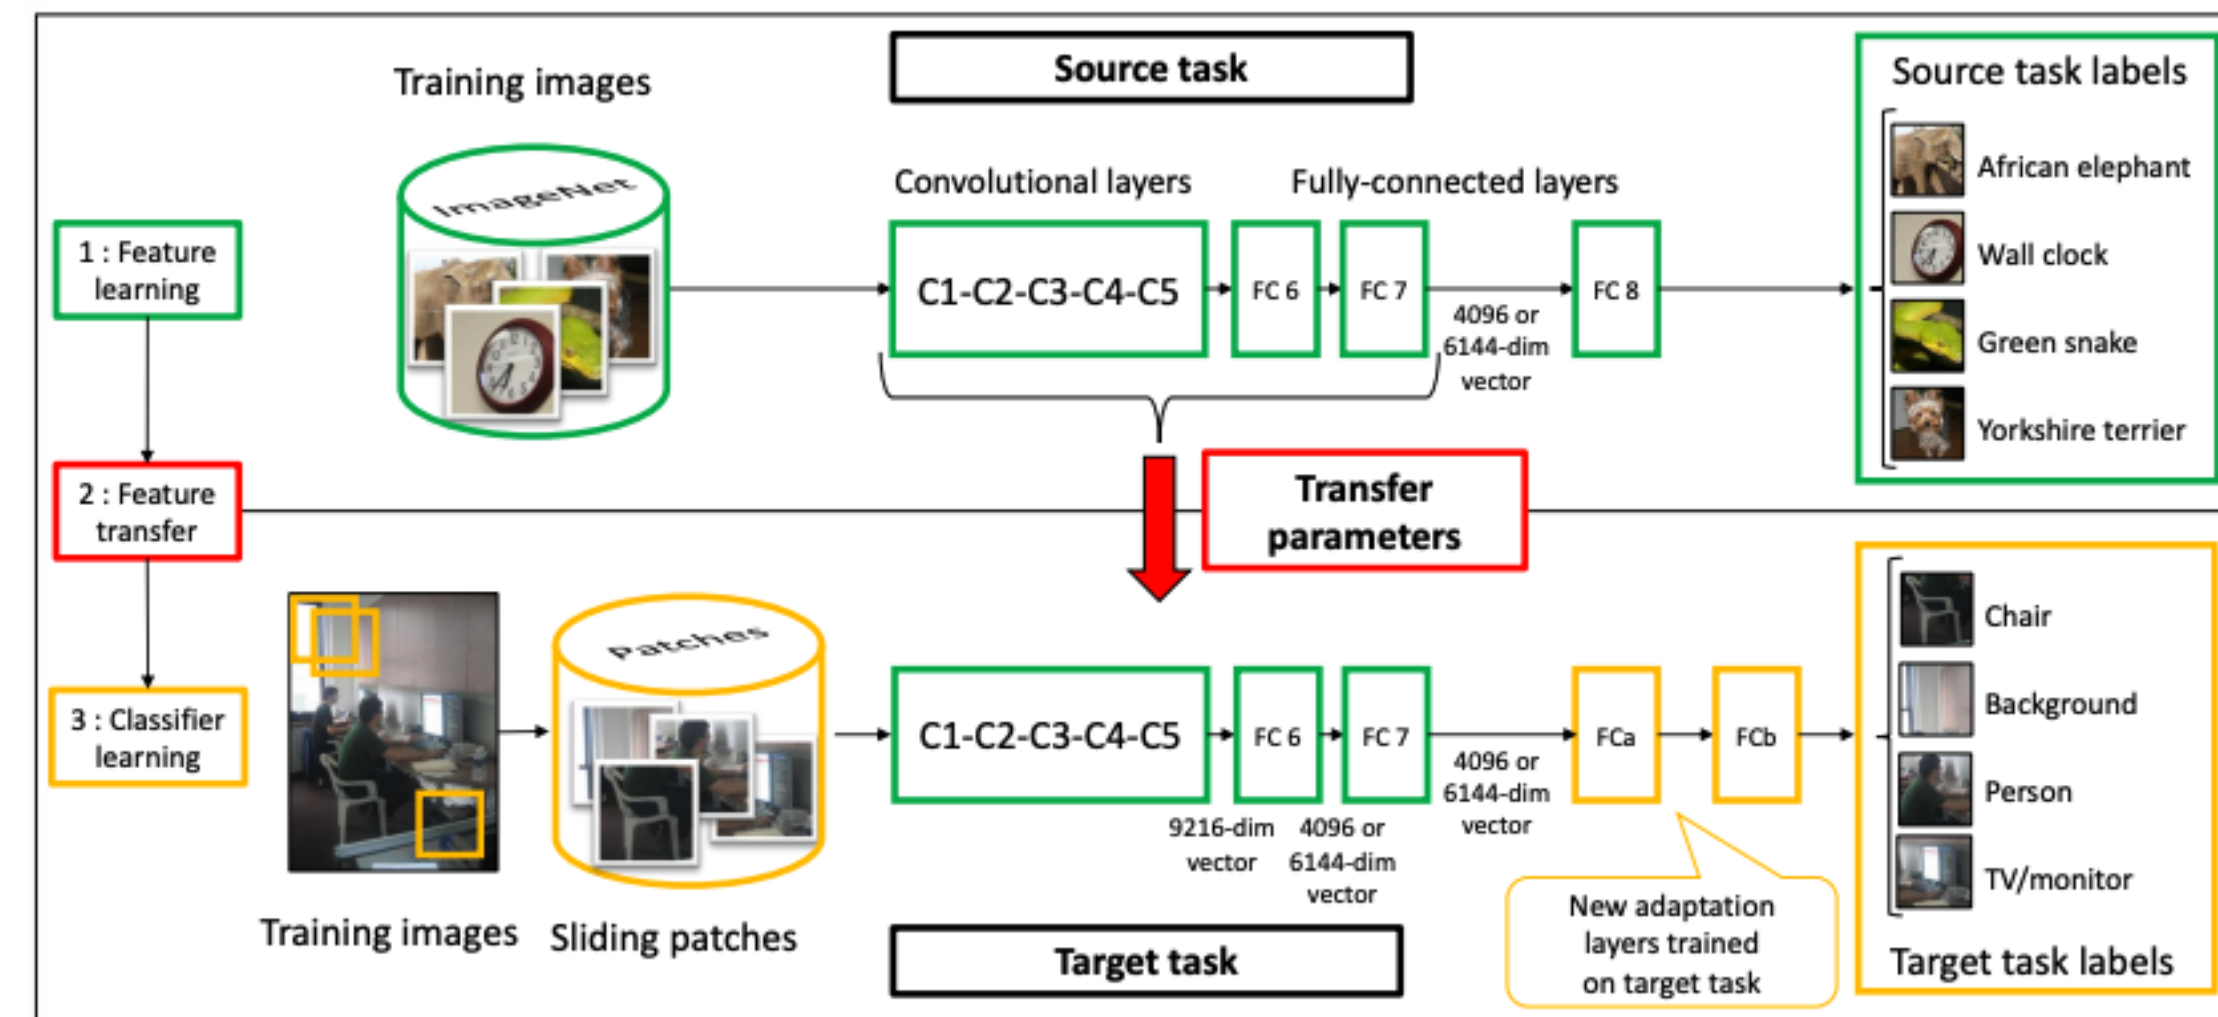 Source task
Training images
Source task labels
ImageNet
Convolutional layers
Fully-connected layers
African elephant
Wall clock
Green snake
Yorkshire terrier
1 : Feature
learning
C1-C2-C3-C4-C5
FC 6
FC 7
FC 8
4096 or
6144-dim
vector
2 : Feature
transfer
Transfer
parameters
3 : Classifier
learning
Patches
C1-C2-C3-C4-C5
FC 6
FC 7
FCa
FCb
4096 or
6144-dim
vector
9216-dim
vector
4096 or
6144-dim
vector
Chair
Background
Person
TV/monitor
New adaptation
layers trained
on target task
Training images
Sliding patches
Target task
Target task labels